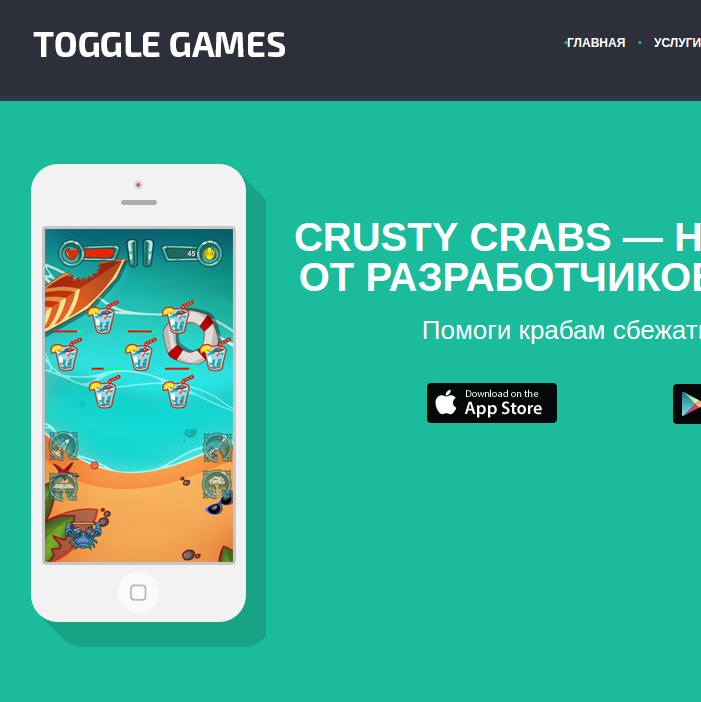 TOGGLE GAMES
ГЛАВНАЯ • УСЛУГИ
CRUSTY CRABS — Н
ОТ РАЗРАБОТЧИКОВ
Помоги крабам сбежать
Download on the
App Store
45